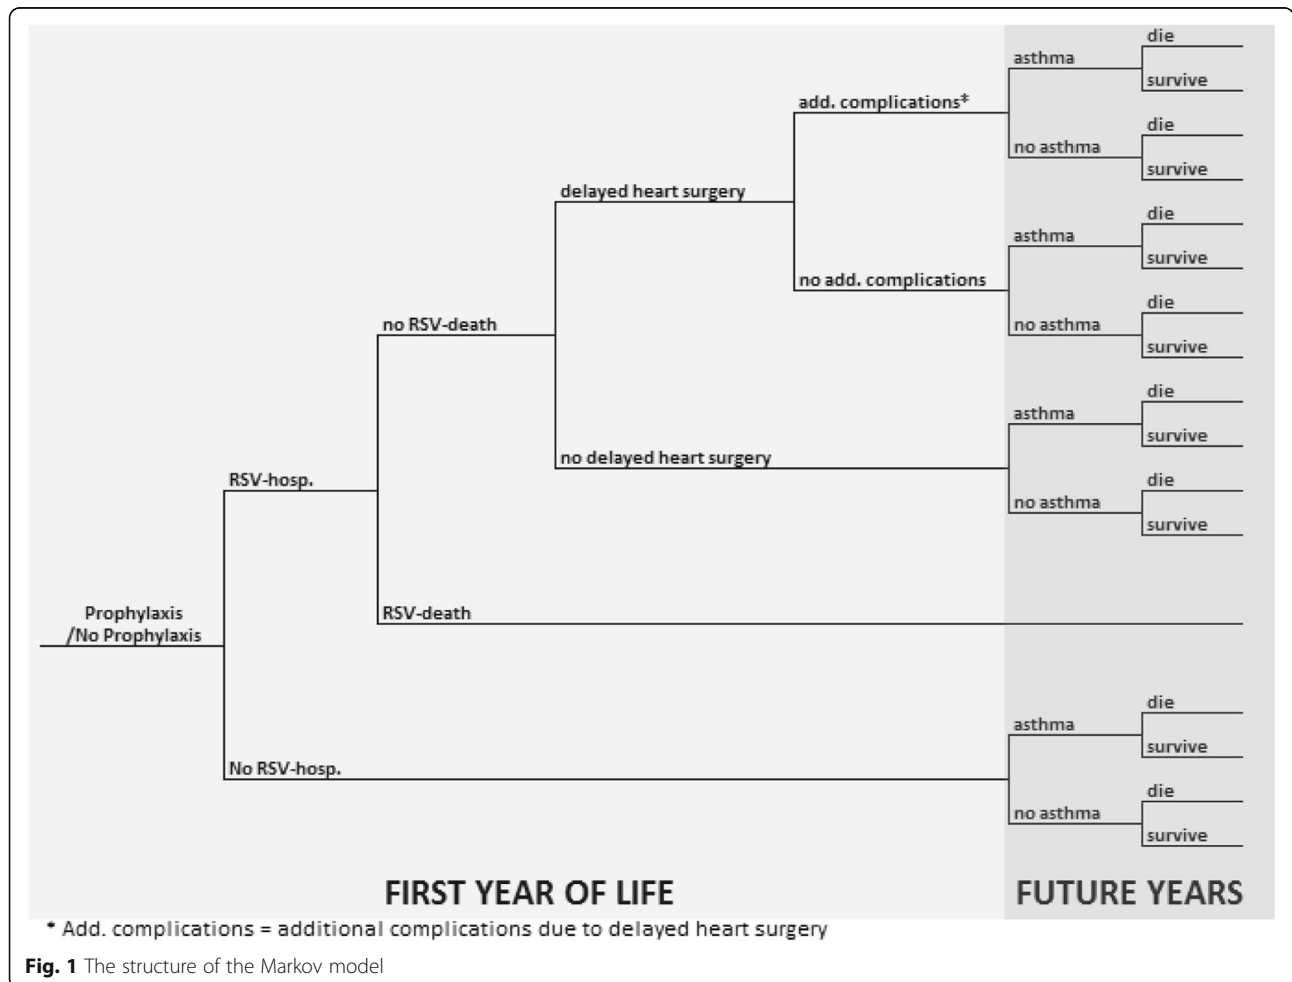 die
asthma
survive
add. complications*
die
no asthma
survive
delayed heart surgery
die
asthma
survive
no add. complications
die
no asthma
survive
no RSV-death
die
asthma
survive
no delayed heart surgery
die
no asthma
survive
RSV-hosp.
RSV-death
Prophylaxis
/No Prophylaxis
die
asthma
survive
No RSV-hosp.
die
no asthma
survive
FIRST YEAR OF LIFE
FUTURE YEARS
* Add. complications = additional complications due to delayed heart surgery
Fig. 1 The structure of the Markov model